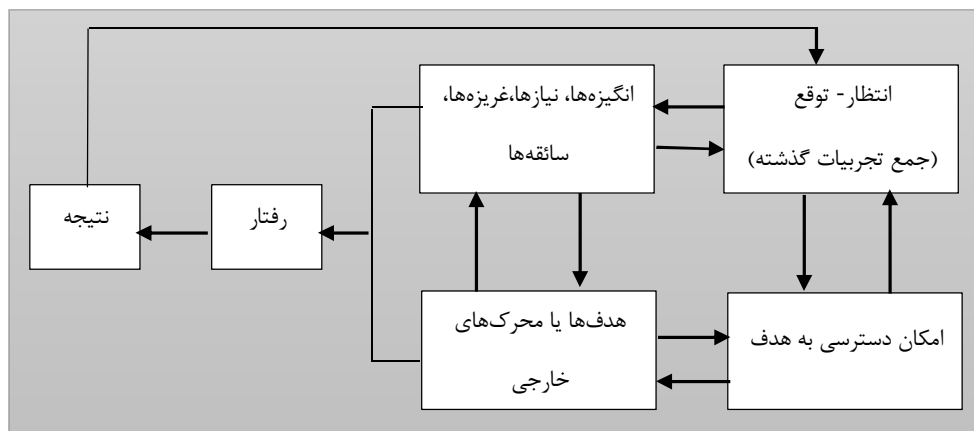 انتظار- توقع
(جمع تجربیات گذشته)
انگیزه‌ها، نیازها،غریزه‌ها،
سائقه‌ها
رفتار
نتیجه
امکان دسترسی به هدف
هدف‌ها یا محرک‌های
خارجی